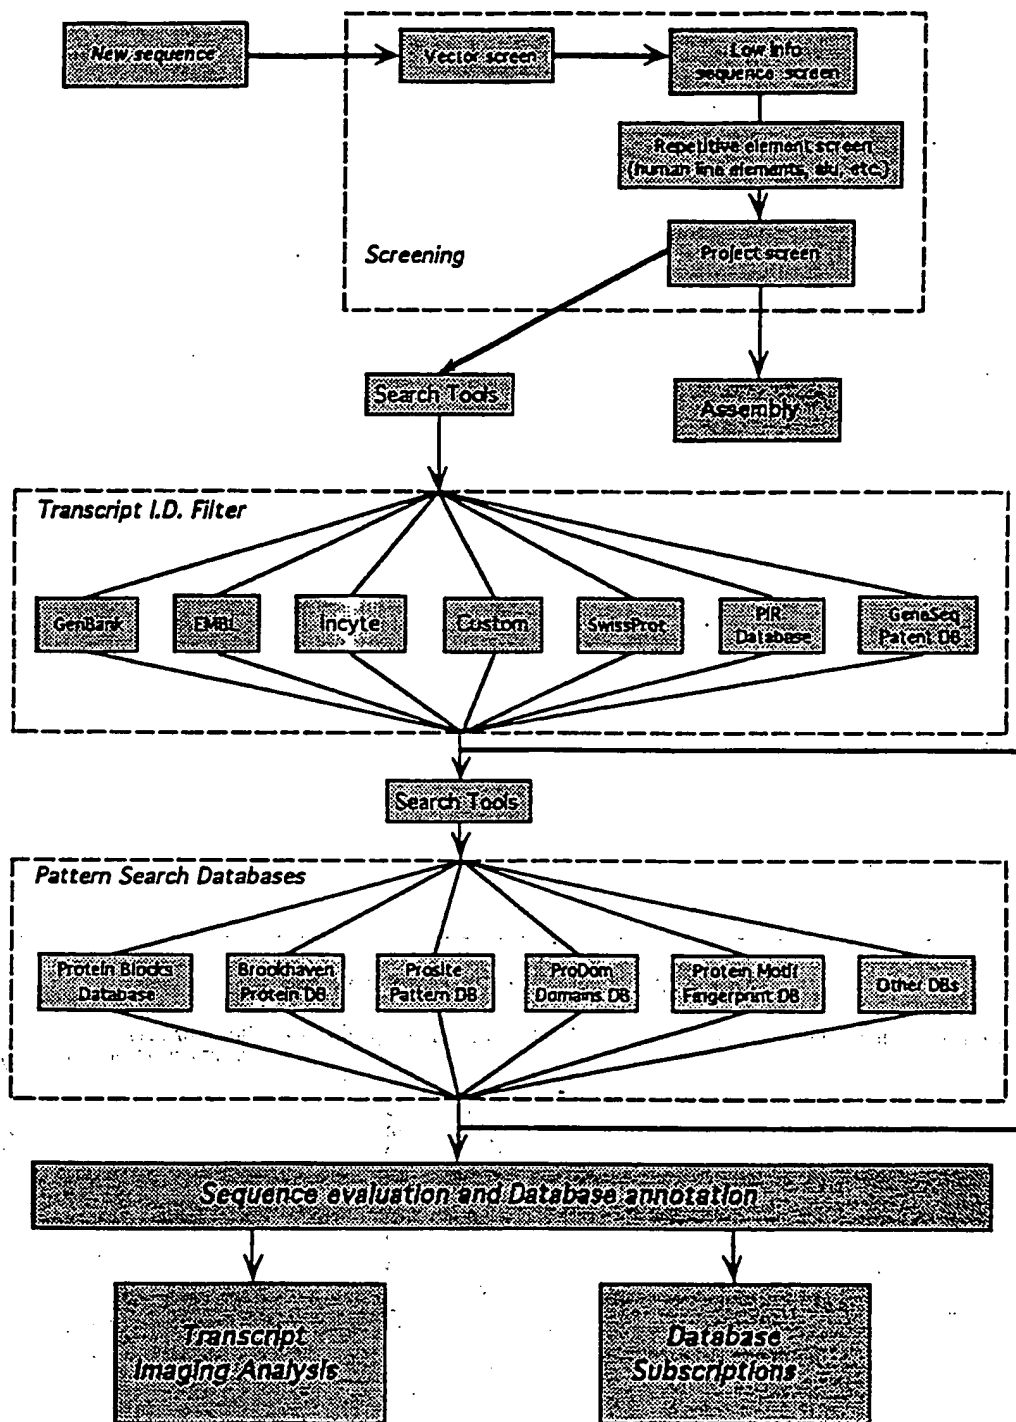 New sequence
Vector screen
Low info
sequence screen
Repetitive element screen
(human line elements, alu, etc.)
Screening
Project screen
Search Tools
Assembly
Transcript I.D. Filter
GenBank
EMBL
Incyte
Custom
SwissProt
PIR
Database
GeneSeq
Patent DB
Search Tools
Pattern Search Databases
Protein Blocks
Database
Brookhaven
Protein DB
Prosite
Pattern DB
ProDom
Domains DB
Protein Motif
Fingerprint DB
Other DBs
Sequence evaluation and Database annotation
Transcript
Imaging Analysis
Database
Subscriptions